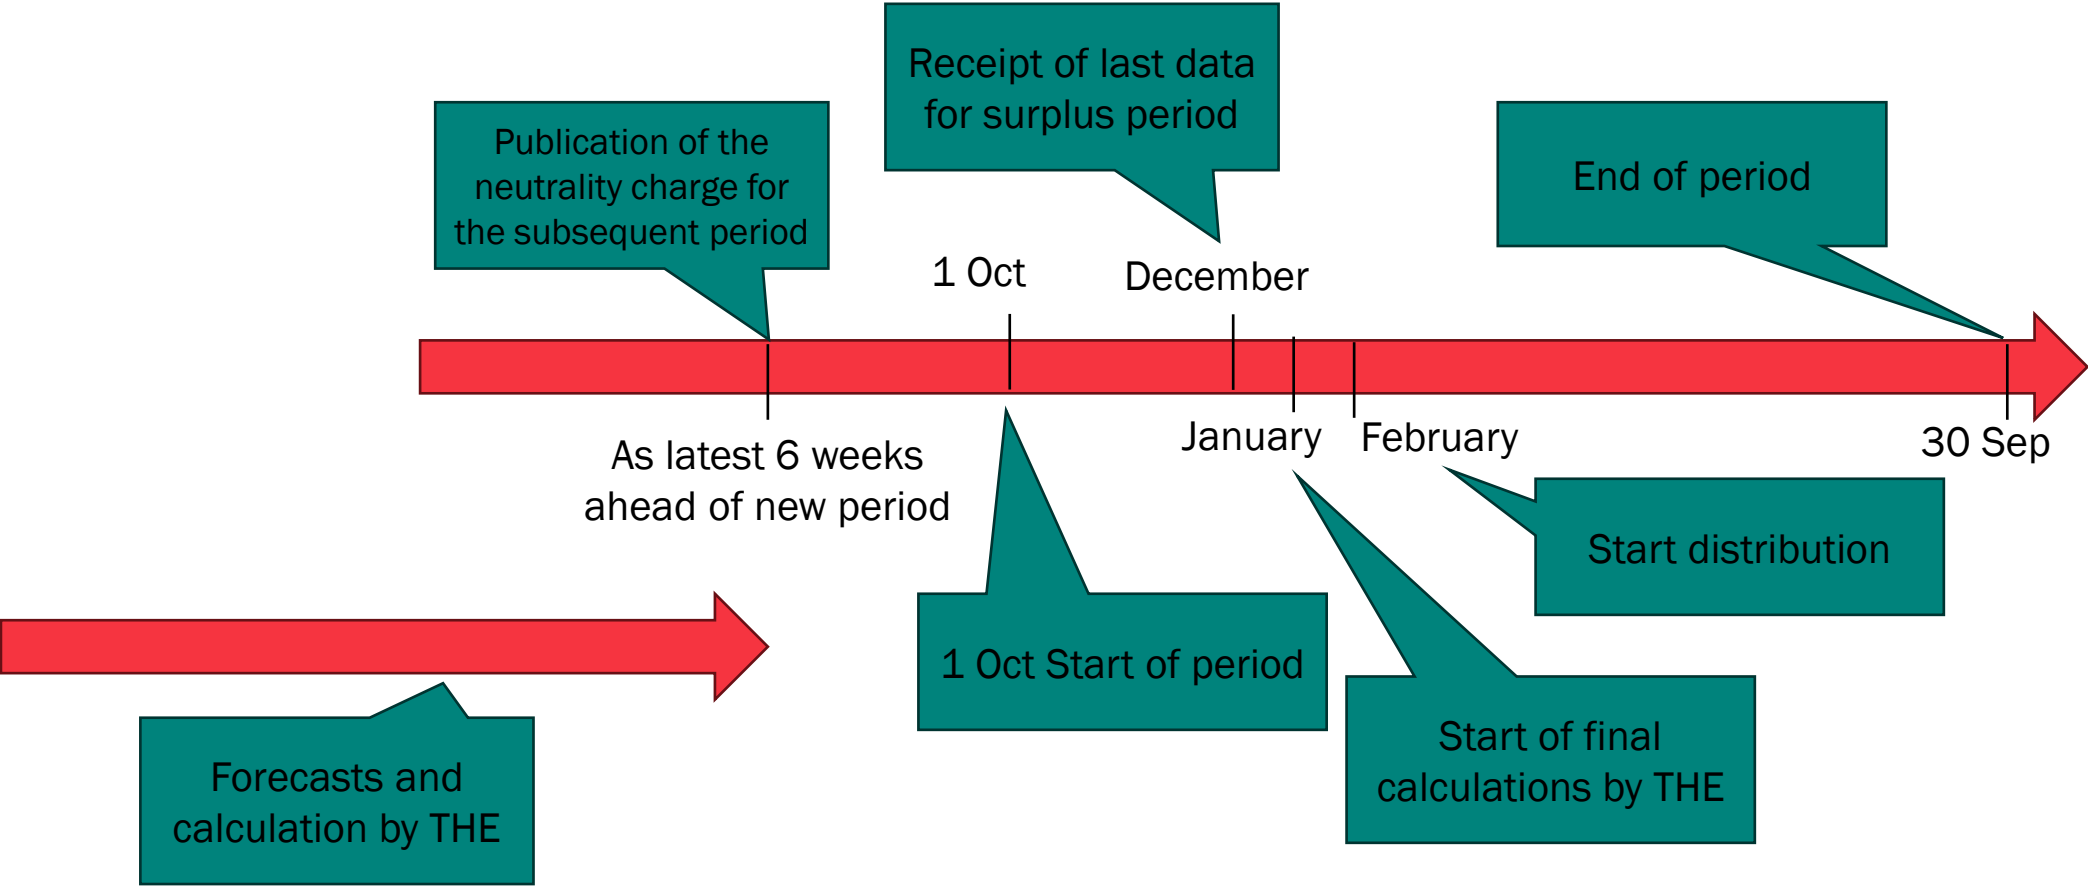 Receipt of last data
for surplus period
Publication of the
neutrality charge for
the subsequent period
End of period
1 Oct
December
As latest 6 weeks
ahead of new period
January
February
30 Sep
Start distribution
1 Oct Start of period
Start of final
calculations by THE
Forecasts and
calculation by THE